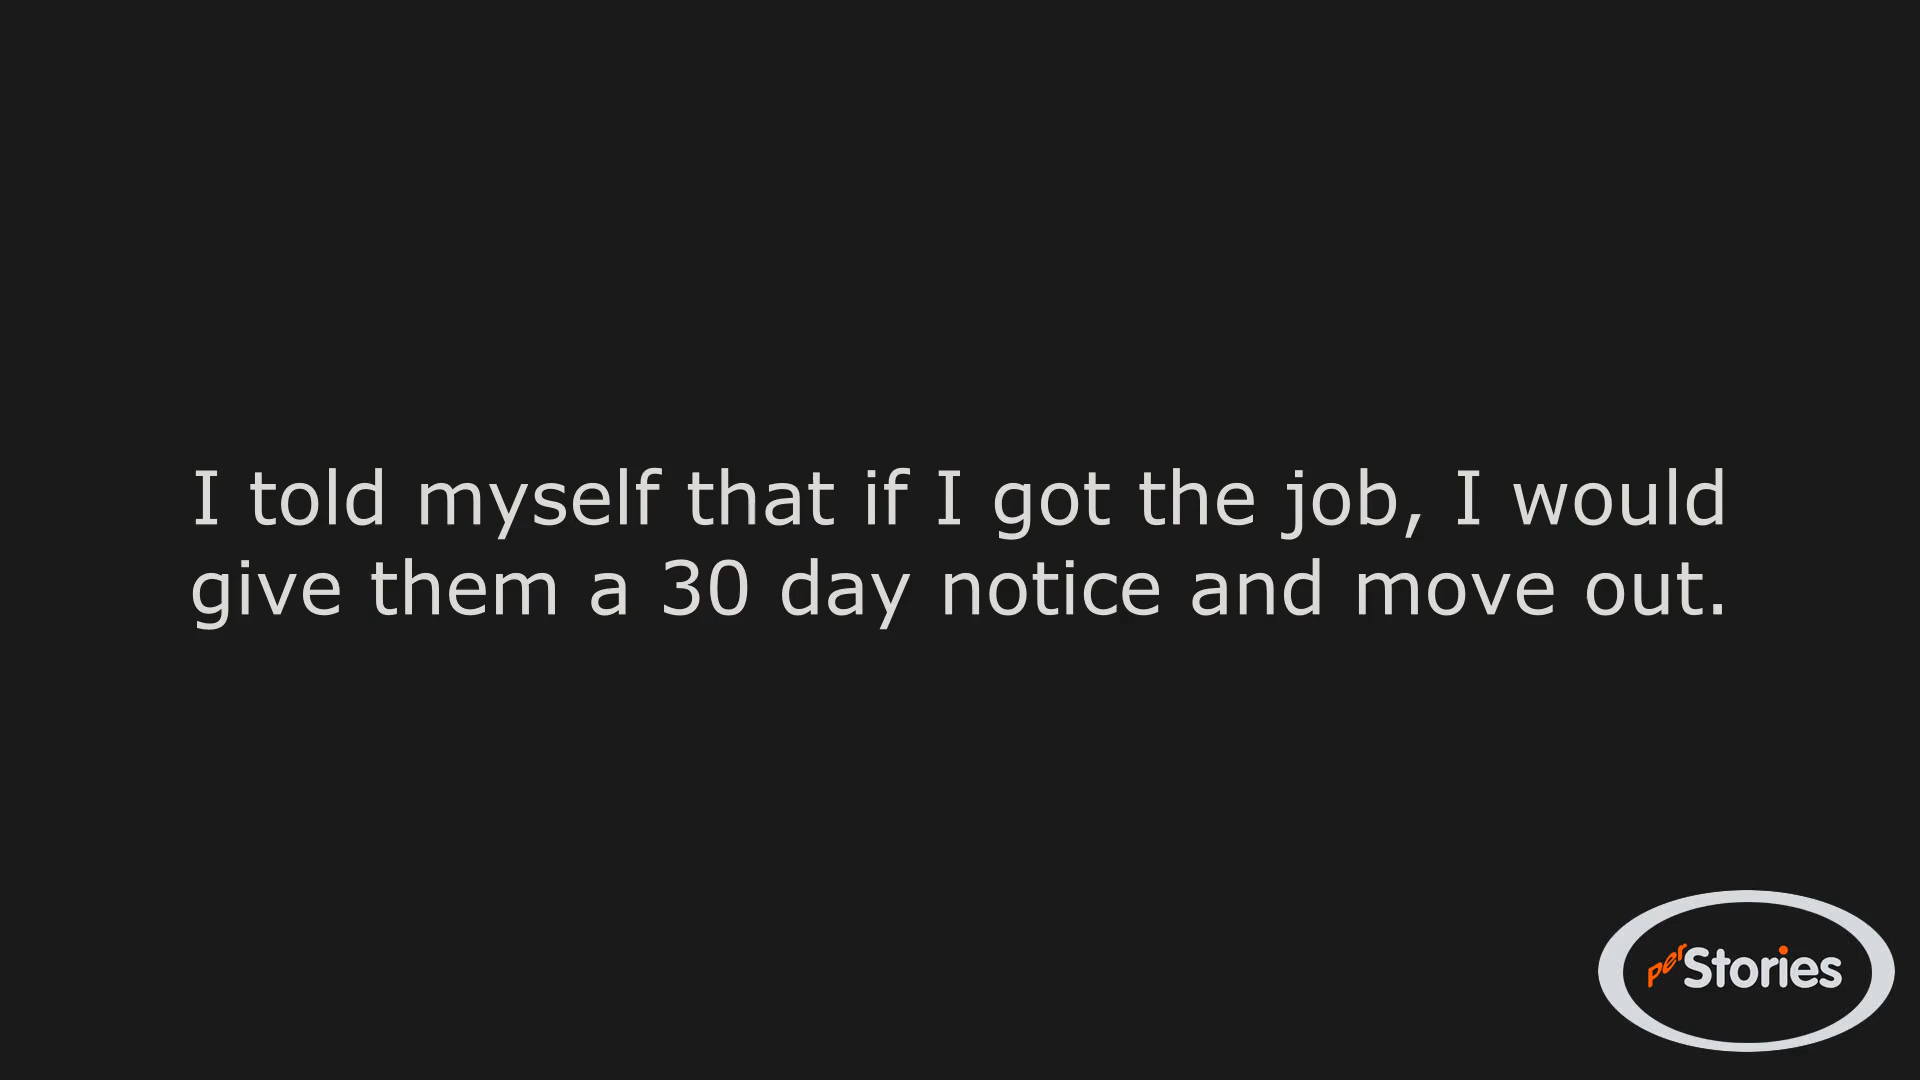 I told myself that if I got the job, I would
give them a 30 day notice and move out.
perStories